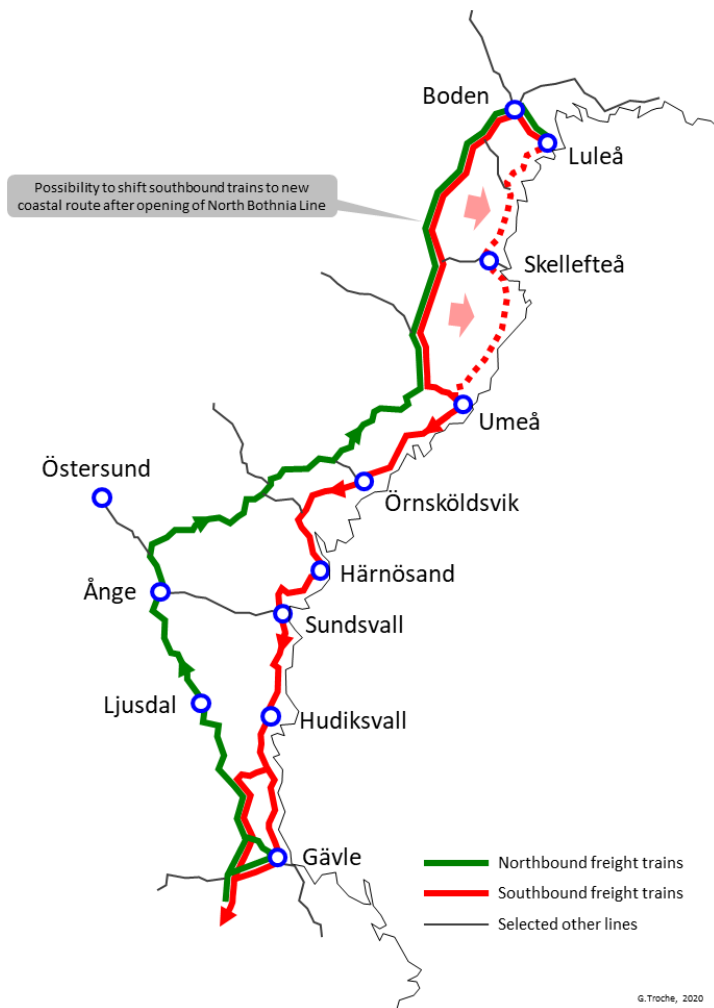 Boden
Luleå
Possibility to shift southbound trains to new
coastal route after opening of North Bothnia Line
Skellefteå
Umeå
Östersund
Örnsköldsvik
Härnösand
Ånge
Sundsvall
Ljusdal
Hudiksvall
Gävle
Northbound freight trains
Southbound freight trains
Selected other lines
G.Troche, 2020